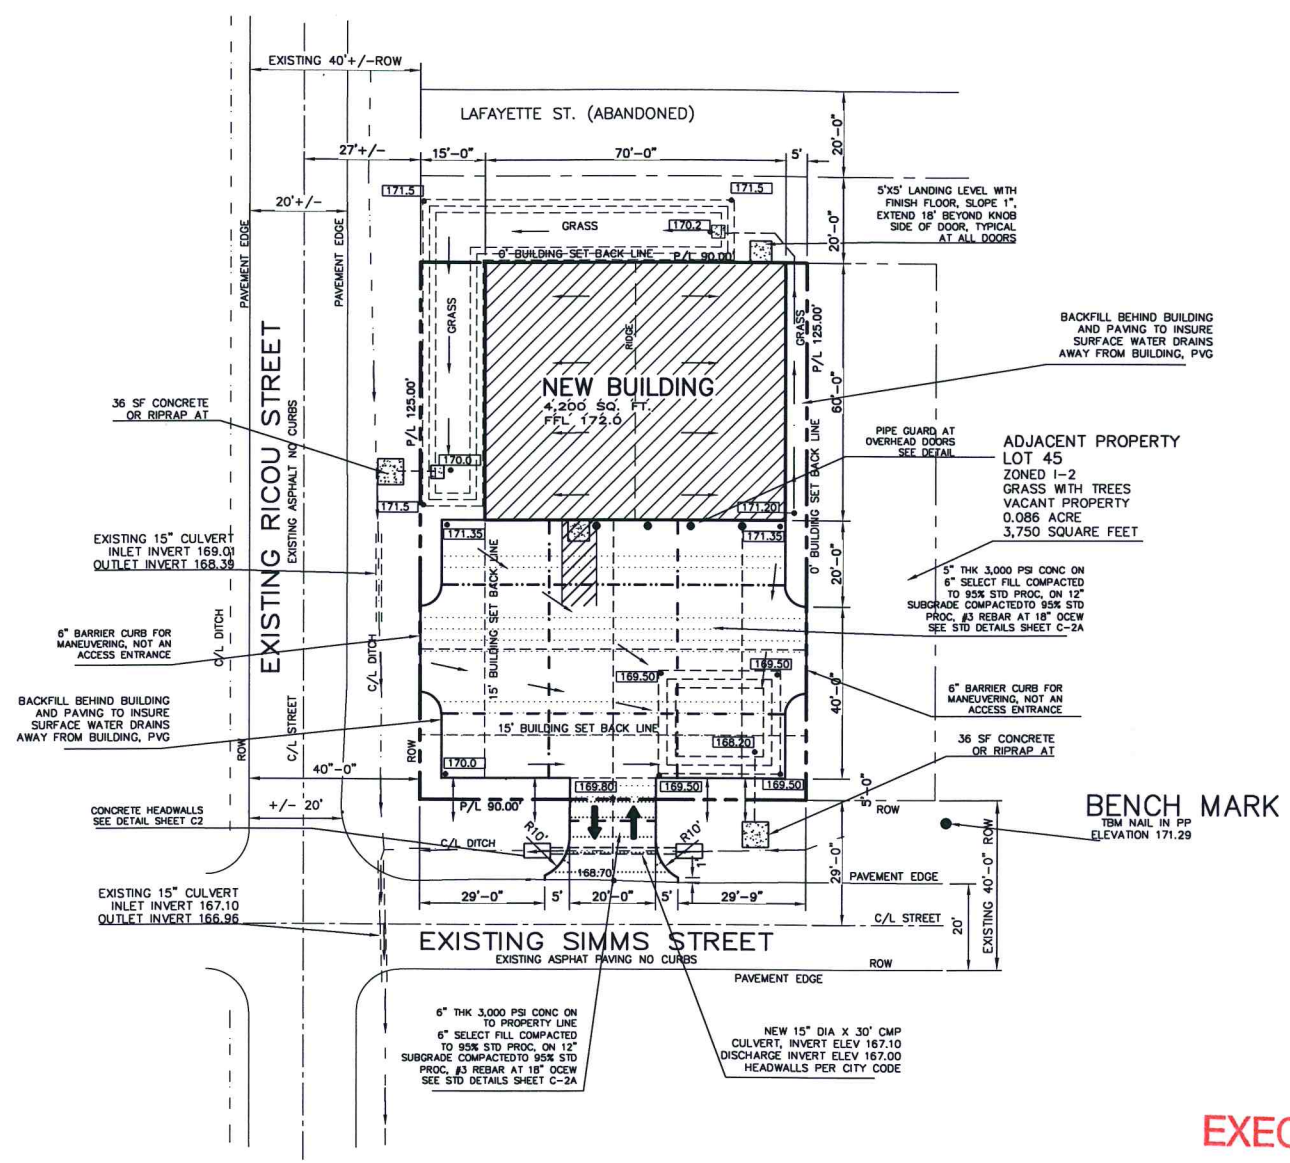 EXISTING 40'+/-ROW
LAFAYETTE ST. (ABANDONED)
20'-0"
27'+/-
15'-0"
70'-0"
5'
171.5
171.5
5'X5' LANDING LEVEL WITH
FINISH FLOOR, SLOPE 1",
EXTEND 18' BEYOND KNOB
SIDE OF DOOR, TYPICAL
AT ALL DOORS
20'+/-
PAVEMENT EDGE
PAVEMENT EDGE
GRASS
170.2
20'-0"
0' BUILDING SET BACK LINE
P/L 90.00'
GRASS
RIDGE
GRASS
P/L 125.00'
BACKFILL BEHIND BUILDING
AND PAVING TO INSURE
SURFACE WATER DRAINS
AWAY FROM BUILDING, PVG
NEW BUILDING
4,200 SQ. FT.
FFL 172.0
60'-0"
36 SF CONCRETE
OR RIPRAP AT
P/L 125.00'
EXISTING RICOU STREET
EXISTING ASPHALT NO CURBS
PIPE GUARD AT
OVERHEAD DOORS
SEE DETAIL
ADJACENT PROPERTY
LOT 45
ZONED I-2
GRASS WITH TREES
VACANT PROPERTY
0.086 ACRE
3,750 SQUARE FEET
170.0
171.5
171.20
0' BUILDING SET BACK LINE
EXISTING 15" CULVERT
INLET INVERT 169.01
OUTLET INVERT 168.39
171.35
171.35
20'-0"
5" THK 3,000 PSI CONC ON
6" SELECT FILL COMPACTED
TO 95% STD PROC, ON 12"
SUBGRADE COMPACTEDTO 95% STD
PROC, #3 REBAR AT 18" OCEW
SEE STD DETAILS SHEET C-2A
15' BUILDING SET BACK LINE
C/L DITCH
C/L DITCH
6" BARRIER CURB FOR
MANEUVERING, NOT AN
ACCESS ENTRANCE
169.50
169.50
40'-0"
6" BARRIER CURB FOR
MANEUVERING, NOT AN
ACCESS ENTRANCE
BACKFILL BEHIND BUILDING
AND PAVING TO INSURE
SURFACE WATER DRAINS
AWAY FROM BUILDING, PVG
C/L STREET
ROW
ROW
15' BUILDING SET BACK LINE
168.20
36 SF CONCRETE
OR RIPRAP AT
40'-0"
170.0
169.80
169.50
169.50
5'-0"
P/L 90.00'
ROW
CONCRETE HEADWALLS
SEE DETAIL SHEET C2
+/- 20'
BENCH MARK
TBM NAIL IN PP
ELEVATION 171.29
C/L DITCH
R10'
R10'
1'
168.70
29'-0"
PAVEMENT EDGE
EXISTING 40'-0" ROW
EXISTING 15" CULVERT
INLET INVERT 167.10
OUTLET INVERT 166.96
29'-0"
5'
20'-0"
5'
29'-9"
C/L STREET
20'
EXISTING SIMMS STREET
EXISTING ASPHAT PAVING NO CURBS
ROW
PAVEMENT EDGE
6" THK 3,000 PSI CONC ON
TO PROPERTY LINE
6" SELECT FILL COMPACTED
TO 95% STD PROC, ON 12"
SUBGRADE COMPACTEDTO 95% STD
PROC, #3 REBAR AT 18" OCEW
SEE STD DETAILS SHEET C-2A
NEW 15" DIA X 30' CMP
CULVERT, INVERT ELEV 167.10
DISCHARGE INVERT ELEV 167.00
HEADWALLS PER CITY CODE
EXEC